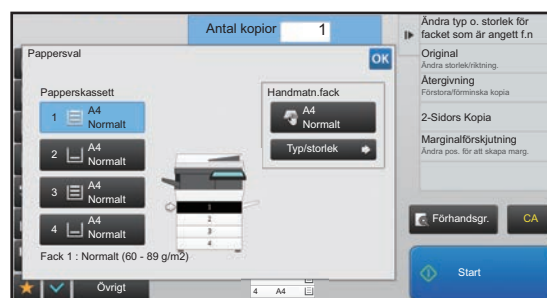 Antal kopior 1
Pappersval
OK
Papperskassett
1 A4
Normalt
2 A4
Normalt
3 A4
Normalt
4 A4
Normalt
Fack 1 : Normalt (60 - 89 g/m2)
Handmatn.fack
A4
Normalt
Typ/storlek
1
2
3
4
Övrigt
4 A4
Ändra typ o. storlek för
facket som är angett f.n
Original
Ändra storlek/riktning.
Återgivning
Förstora/förminska kopia
2-Sidors Kopia
Marginalförskjutning
Ändra pos. för att skapa marg.
Förhandsgr.
CA
Start